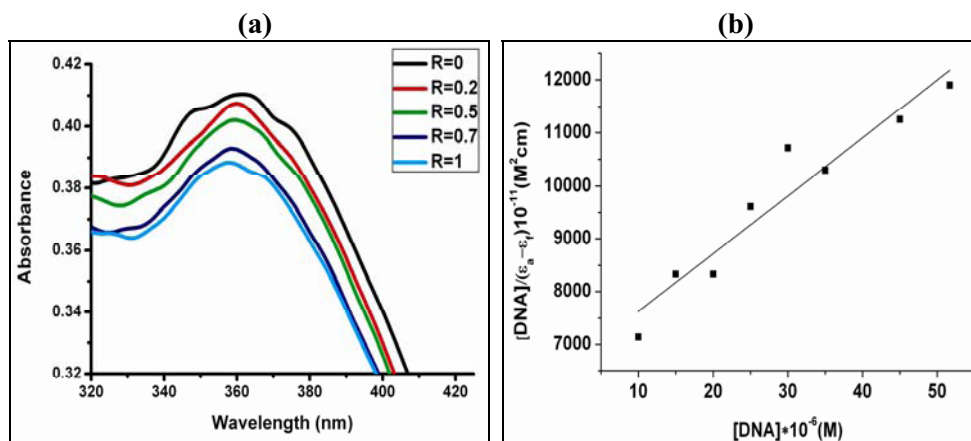 (a)
0.42
0.40
0.38
0.36
0.34
0.32
Absorbance
320 340 360 380 400 420
Wavelength (nm)
R=0
R=0.2
R=0.5
R=0.7
R=1
(b)
12000
11000
10000
9000
8000
7000
[DNA]/(εa−εf)10⁻¹¹(M²cm)
10 20 30 40 50
[DNA]*10⁻⁶(M)